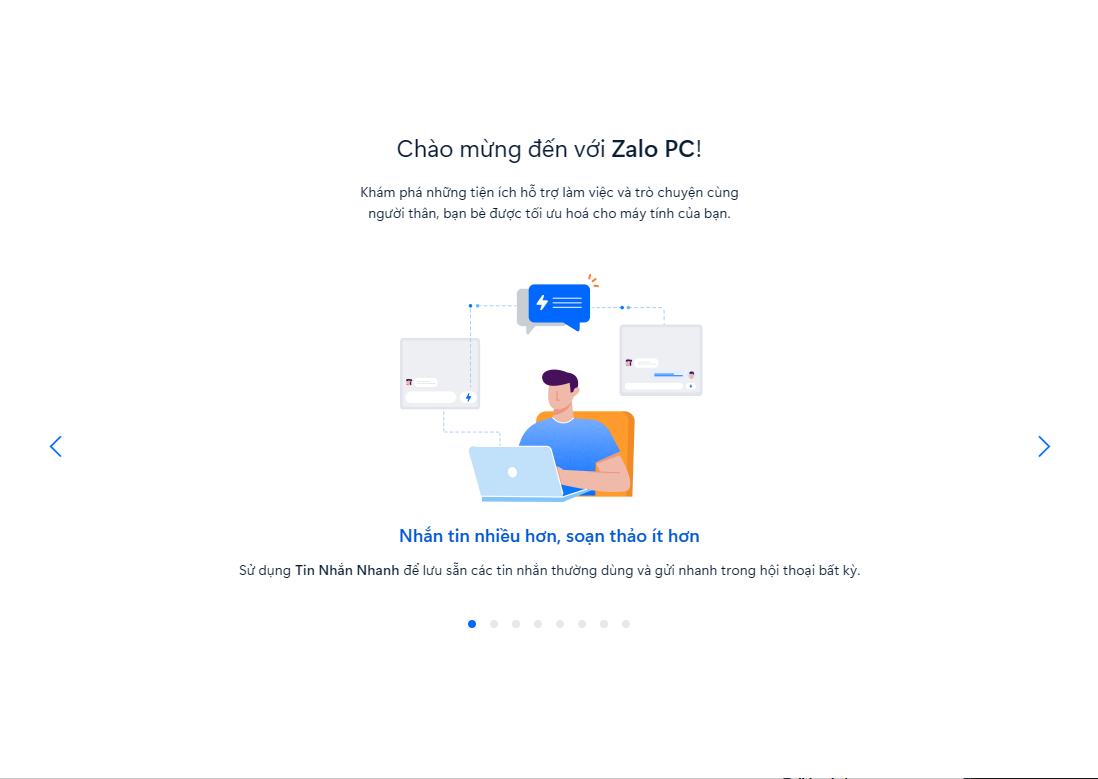 Chào mừng đến với Zalo PC!
Khám phá những tiện ích hỗ trợ làm việc và trò chuyện cùng
người thân, bạn bè được tối ưu hoá cho máy tính của bạn.
Nhắn tin nhiều hơn, soạn thảo ít hơn
Sử dụng Tin Nhắn Nhanh để lưu sẵn các tin nhắn thường dùng và gửi nhanh trong hội thoại bất kỳ.